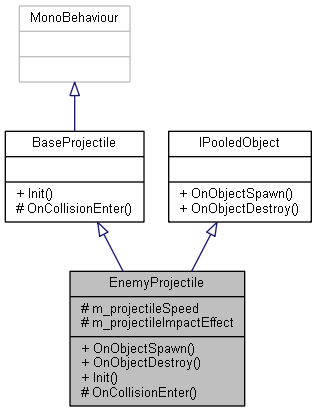 MonoBehaviour
BaseProjectile
+ Init()
# OnCollisionEnter()
IPooledObject
+ OnObjectSpawn()
+ OnObjectDestroy()
EnemyProjectile
# m_projectileSpeed
# m_projectileImpactEffect
+ OnObjectSpawn()
+ OnObjectDestroy()
+ Init()
# OnCollisionEnter()